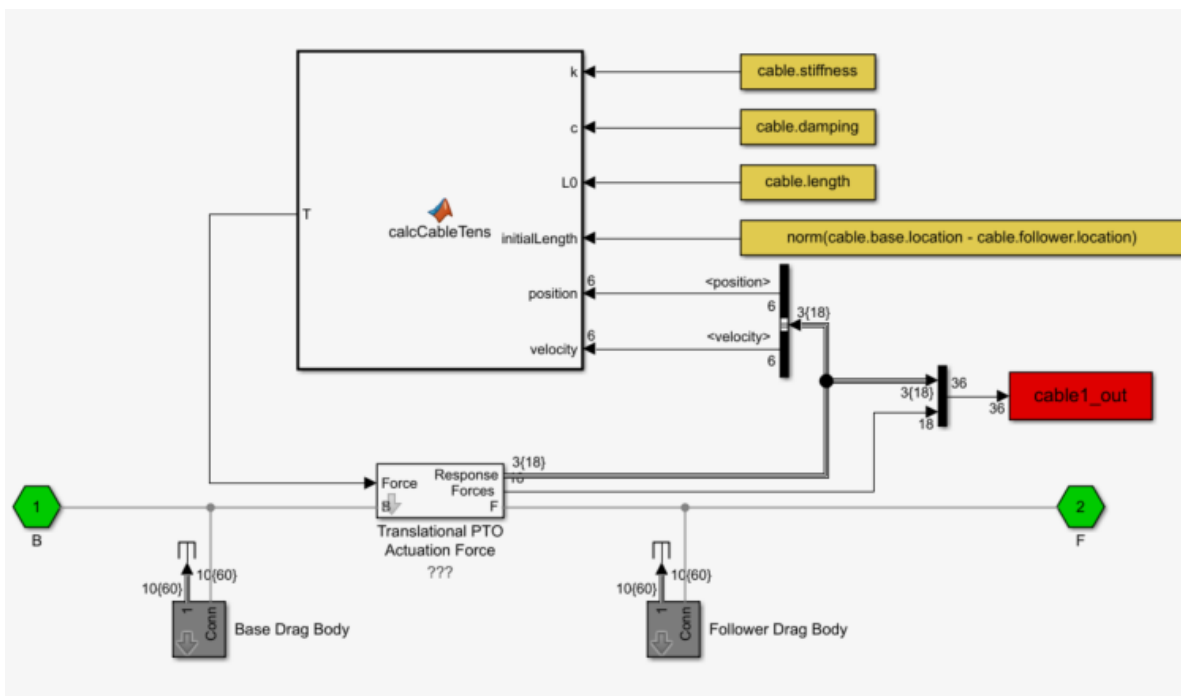 k
cable.stiffness
c
cable.damping
L0
cable.length
T
calcCableTens
initialLength
norm(cable.base.location - cable.follower.location)
6
<position>
position
6
3{18}
6
<velocity>
velocity
6
3{18}
36
cable1_out
36
18
3{18}
Force
Response
Forces
F
1
B
2
F
Translational PTO
Actuation Force
???
10{60}
10{60}
1
Conn
Base Drag Body
10{60}
10{60}
1
Conn
Follower Drag Body